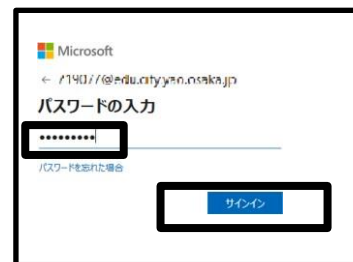 Microsoft
← 719077@edu.city.yao.osaka.jp
パスワードの入力
•••••••••
パスワードを忘れた場合
サインイン